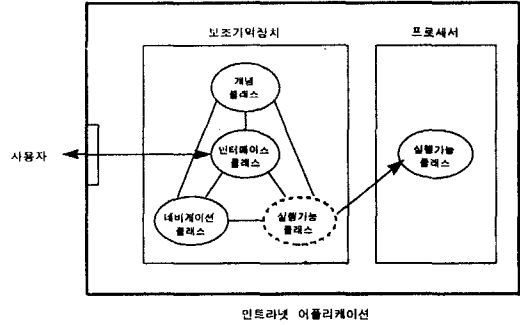 보조기억장치
프로세서
개념
클래스
사용자
인터페이스
클래스
실행가능
클래스
네비게이션
클래스
실행가능
클래스
인트라넷 어플리케이션